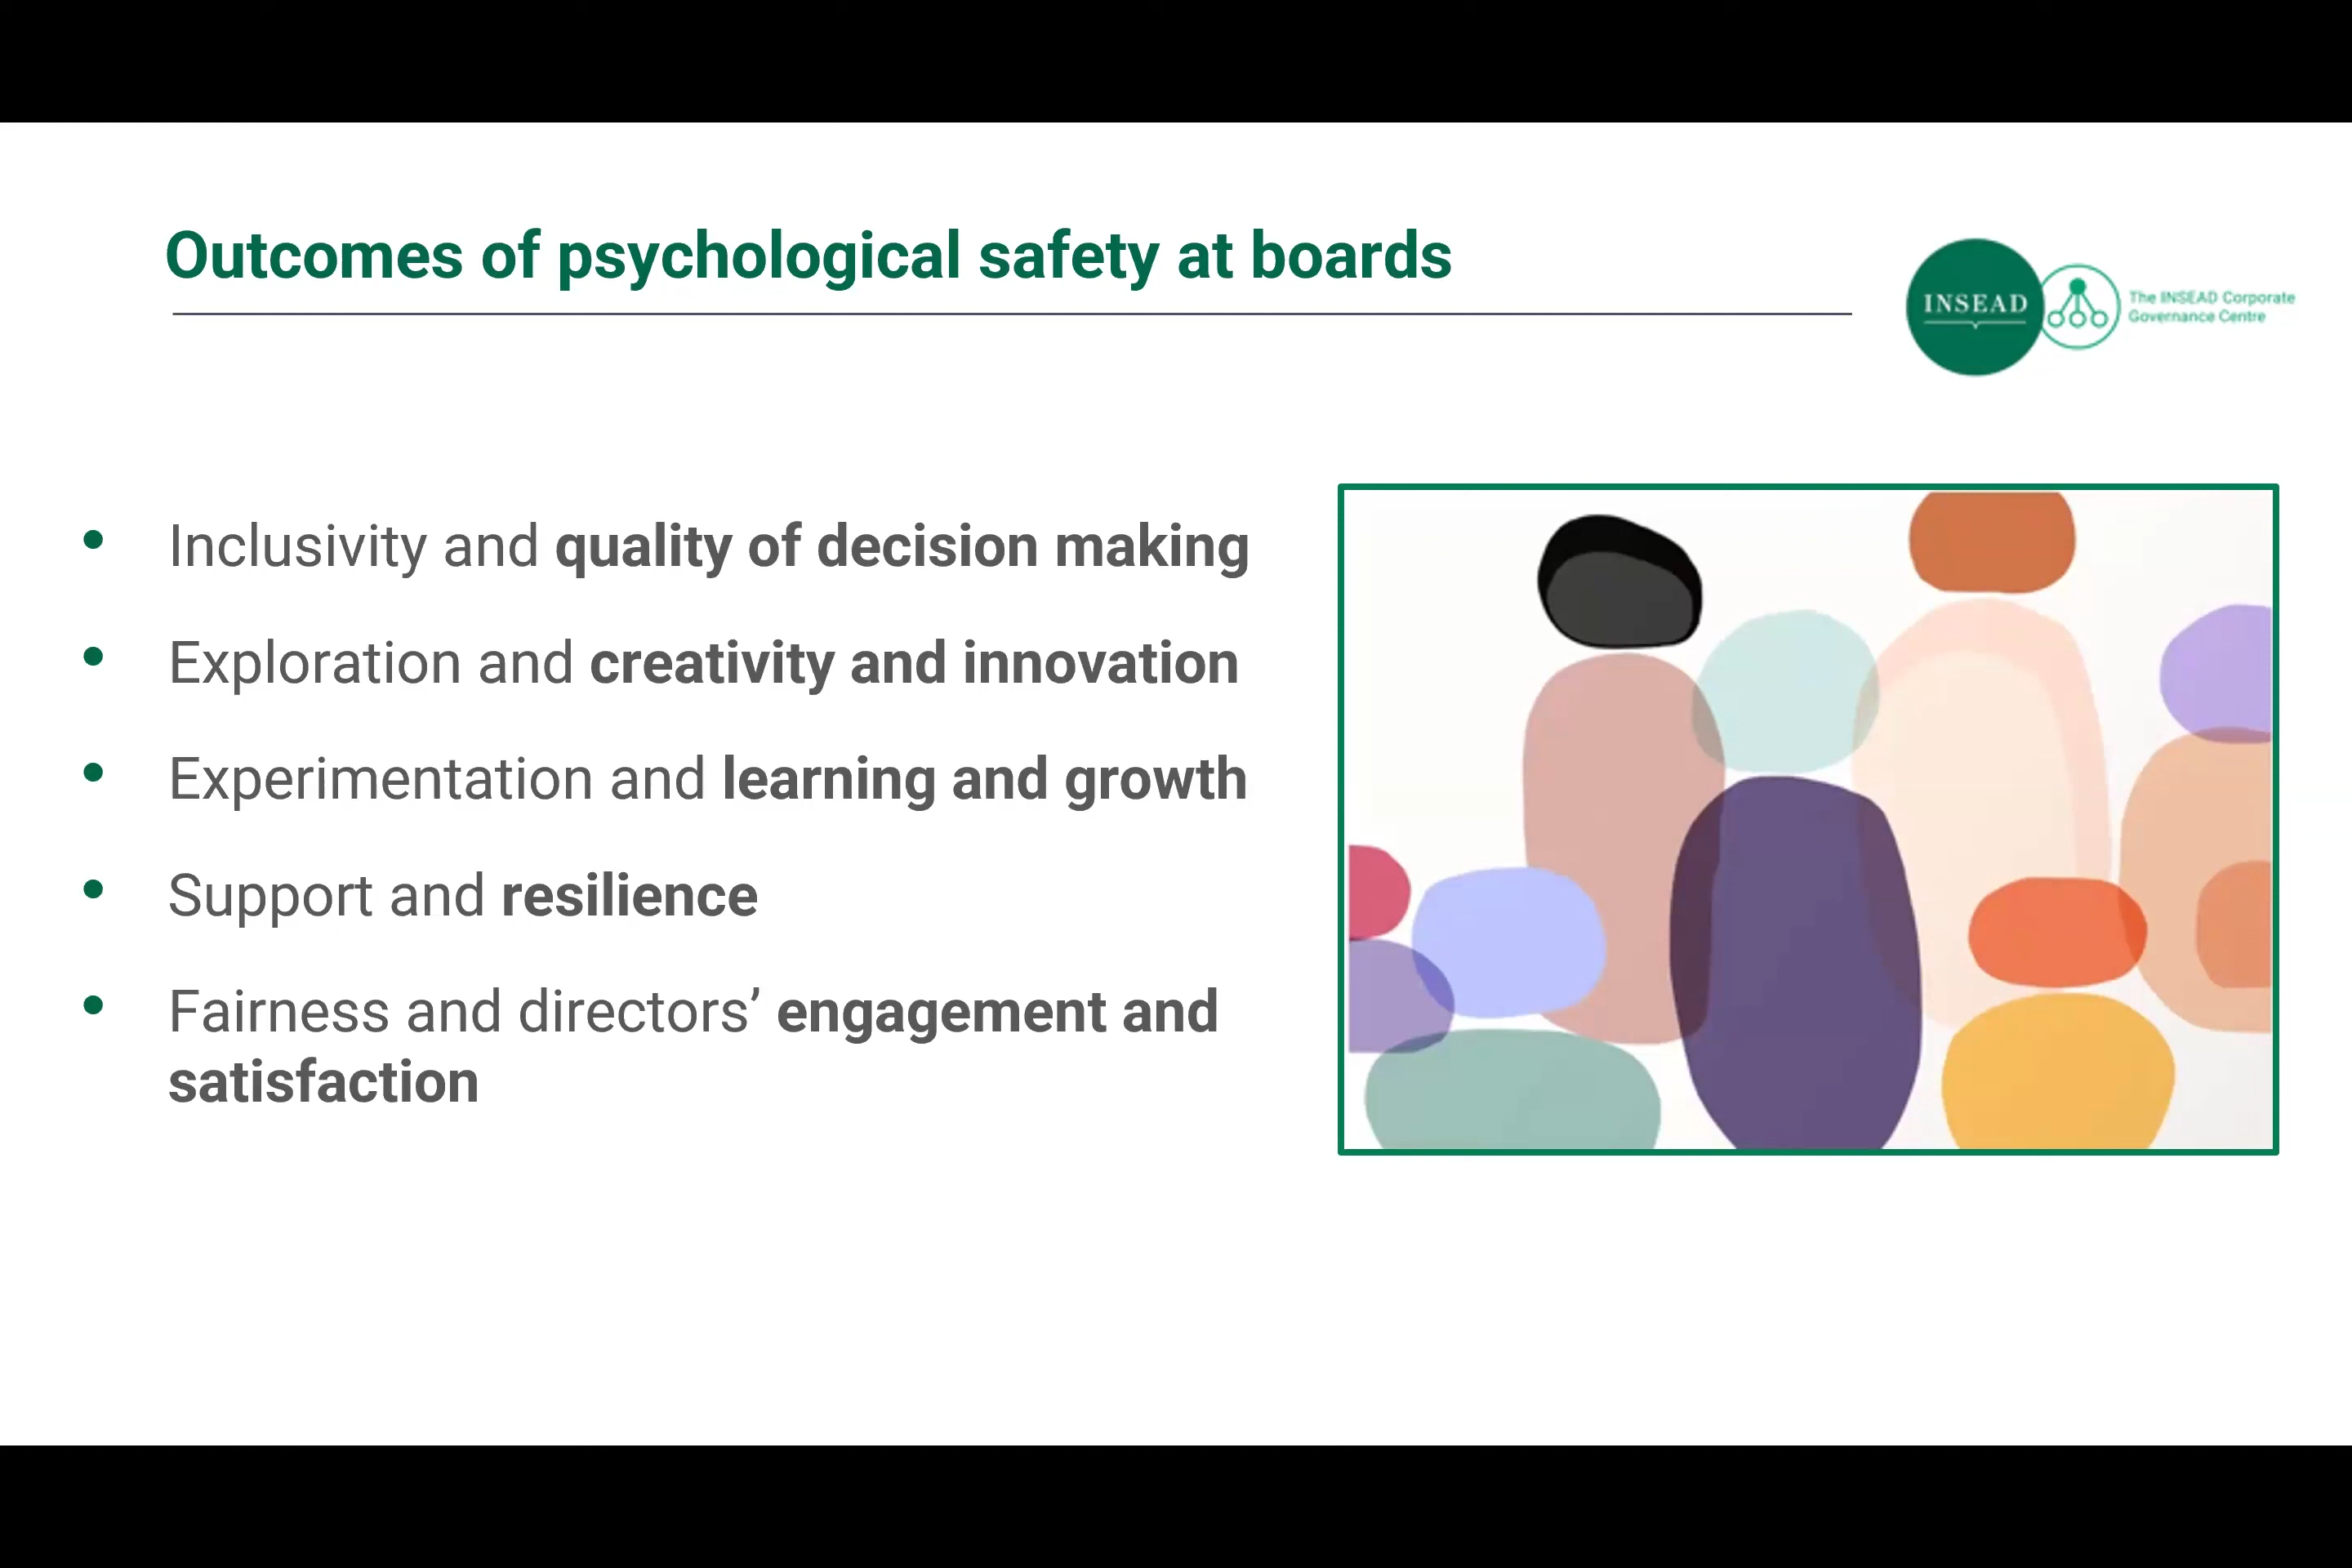 Outcomes of psychological safety at boards
INSEAD
The INSEAD Corporate
Governance Centre
Inclusivity and quality of decision making
Exploration and creativity and innovation
Experimentation and learning and growth
Support and resilience
Fairness and directors’ engagement and
satisfaction